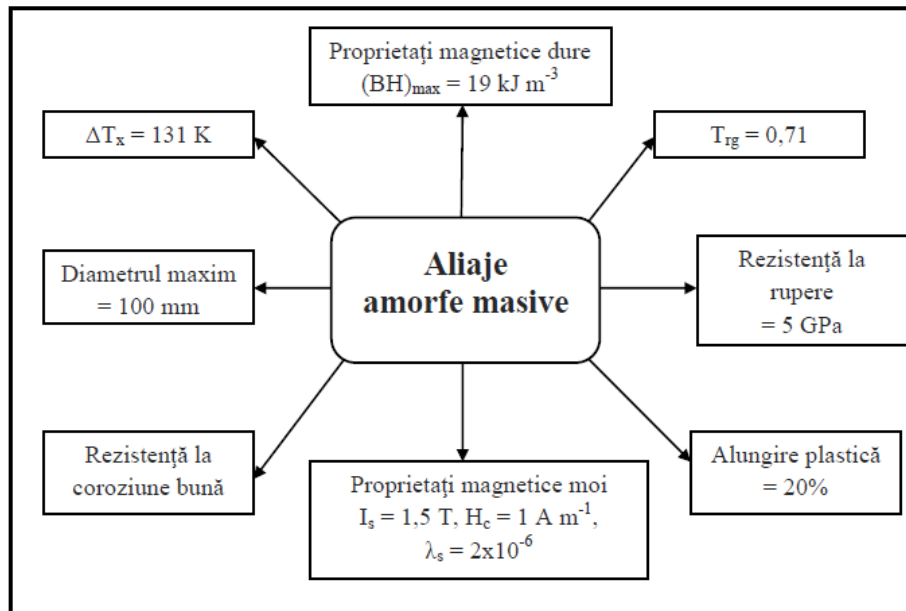 Proprietați magnetice dure
(BH)max = 19 kJ m⁻³
ΔTx = 131 K
Trg = 0,71
Aliaje
amorfe masive
Diametrul maxim
= 100 mm
Rezistență la
rupere
= 5 GPa
Rezistență la
coroziune bună
Proprietați magnetice moi
Is = 1,5 T, Hc = 1 A m⁻¹,
λs = 2x10⁻⁶
Alungire plastică
= 20%